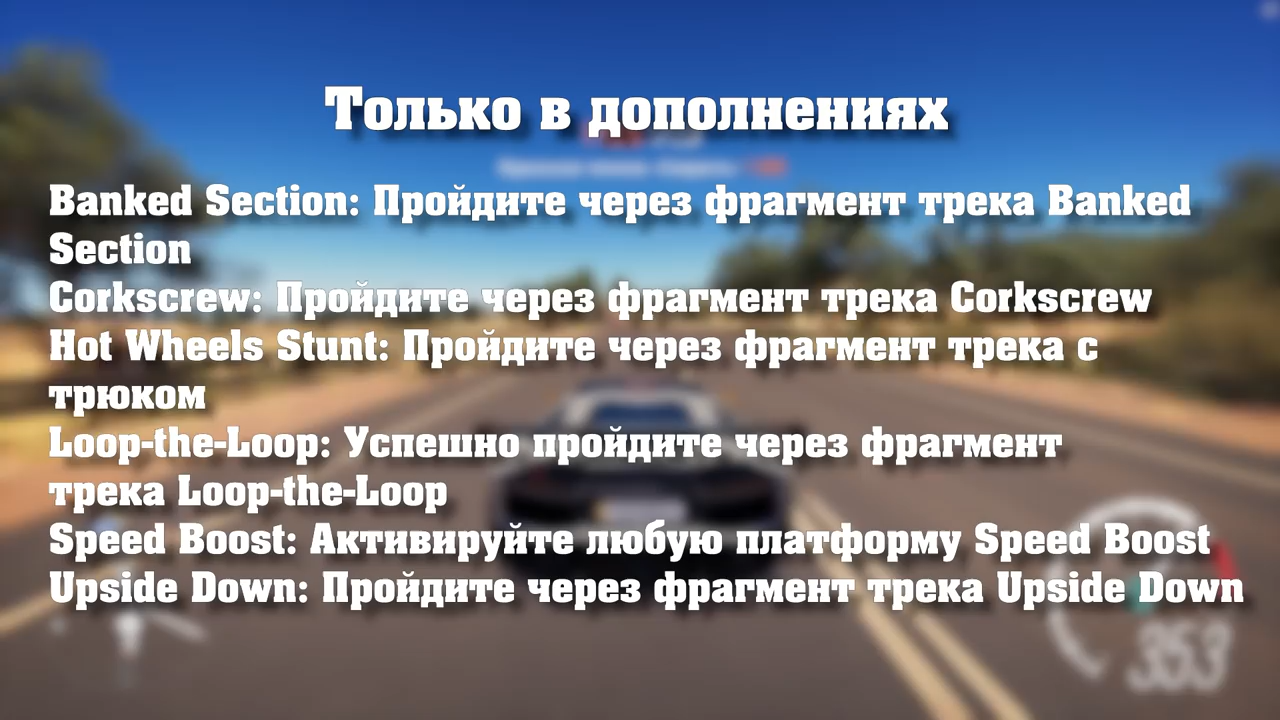 Только в дополнениях
Banked Section: Пройдите через фрагмент трека Banked
Section
Corkscrew: Пройдите через фрагмент трека Corkscrew
Hot Wheels Stunt: Пройдите через фрагмент трека с
трюком
Loop-the-Loop: Успешно пройдите через фрагмент
трека Loop-the-Loop
Speed Boost: Активируйте любую платформу Speed Boost
Upside Down: Пройдите через фрагмент трека Upside Down
353